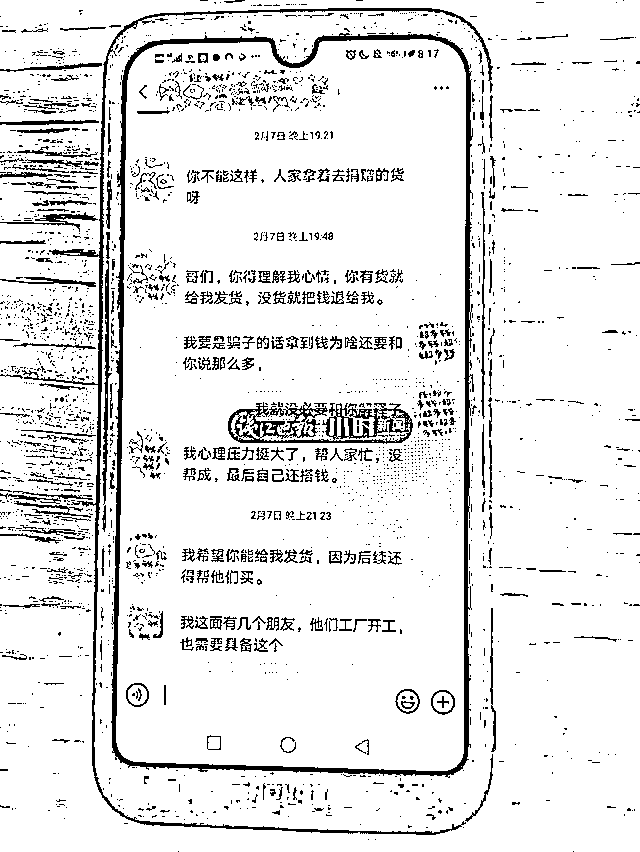 8:17
2月7日 晚上19:21
你不能这样，人家拿着去捐赠的货
呀
2月7日 晚上19:48
哥们，你得理解我心情，你有货就
给我发货，没货就把钱退给我。
我要是骗子的话拿到钱为啥还要和
你说那么多，
我就没必要和你解释了
小时新闻
我心理压力挺大了，帮人家忙，没
帮成，最后自己还搭钱。
2月7日 晚上21:23
我希望你能给我发货，因为后续还
得帮他们买。
我这面有几个朋友，他们工厂开工，
也需要具备这个